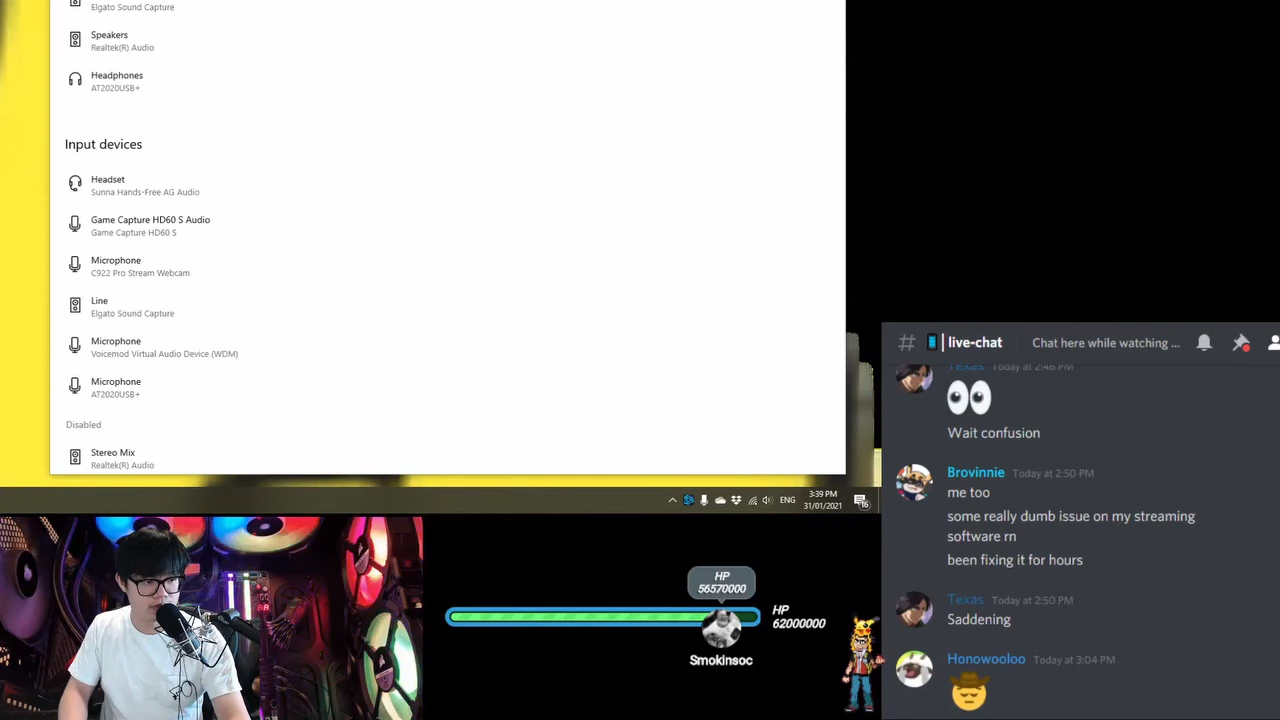 Elgato Sound Capture
Speakers
Realtek(R) Audio
Headphones
AT2020USB+
Input devices
Headset
Sunna Hands-Free AG Audio
Game Capture HD60 S Audio
Game Capture HD60 S
Microphone
C922 Pro Stream Webcam
Line
Elgato Sound Capture
Microphone
Voicemod Virtual Audio Device (WDM)
Microphone
AT2020USB+
Disabled
Stereo Mix
Realtek(R) Audio
ENG
3:39 PM
31/01/2021
16
HP
56570000
HP
62000000
Smokinsoc
# | live-chat Chat here while watching ...
Texas Today at 2:46 PM
Wait confusion
Brovinnie Today at 2:50 PM
me too
some really dumb issue on my streaming
software rn
been fixing it for hours
Texas Today at 2:50 PM
Saddening
Honowooloo Today at 3:04 PM